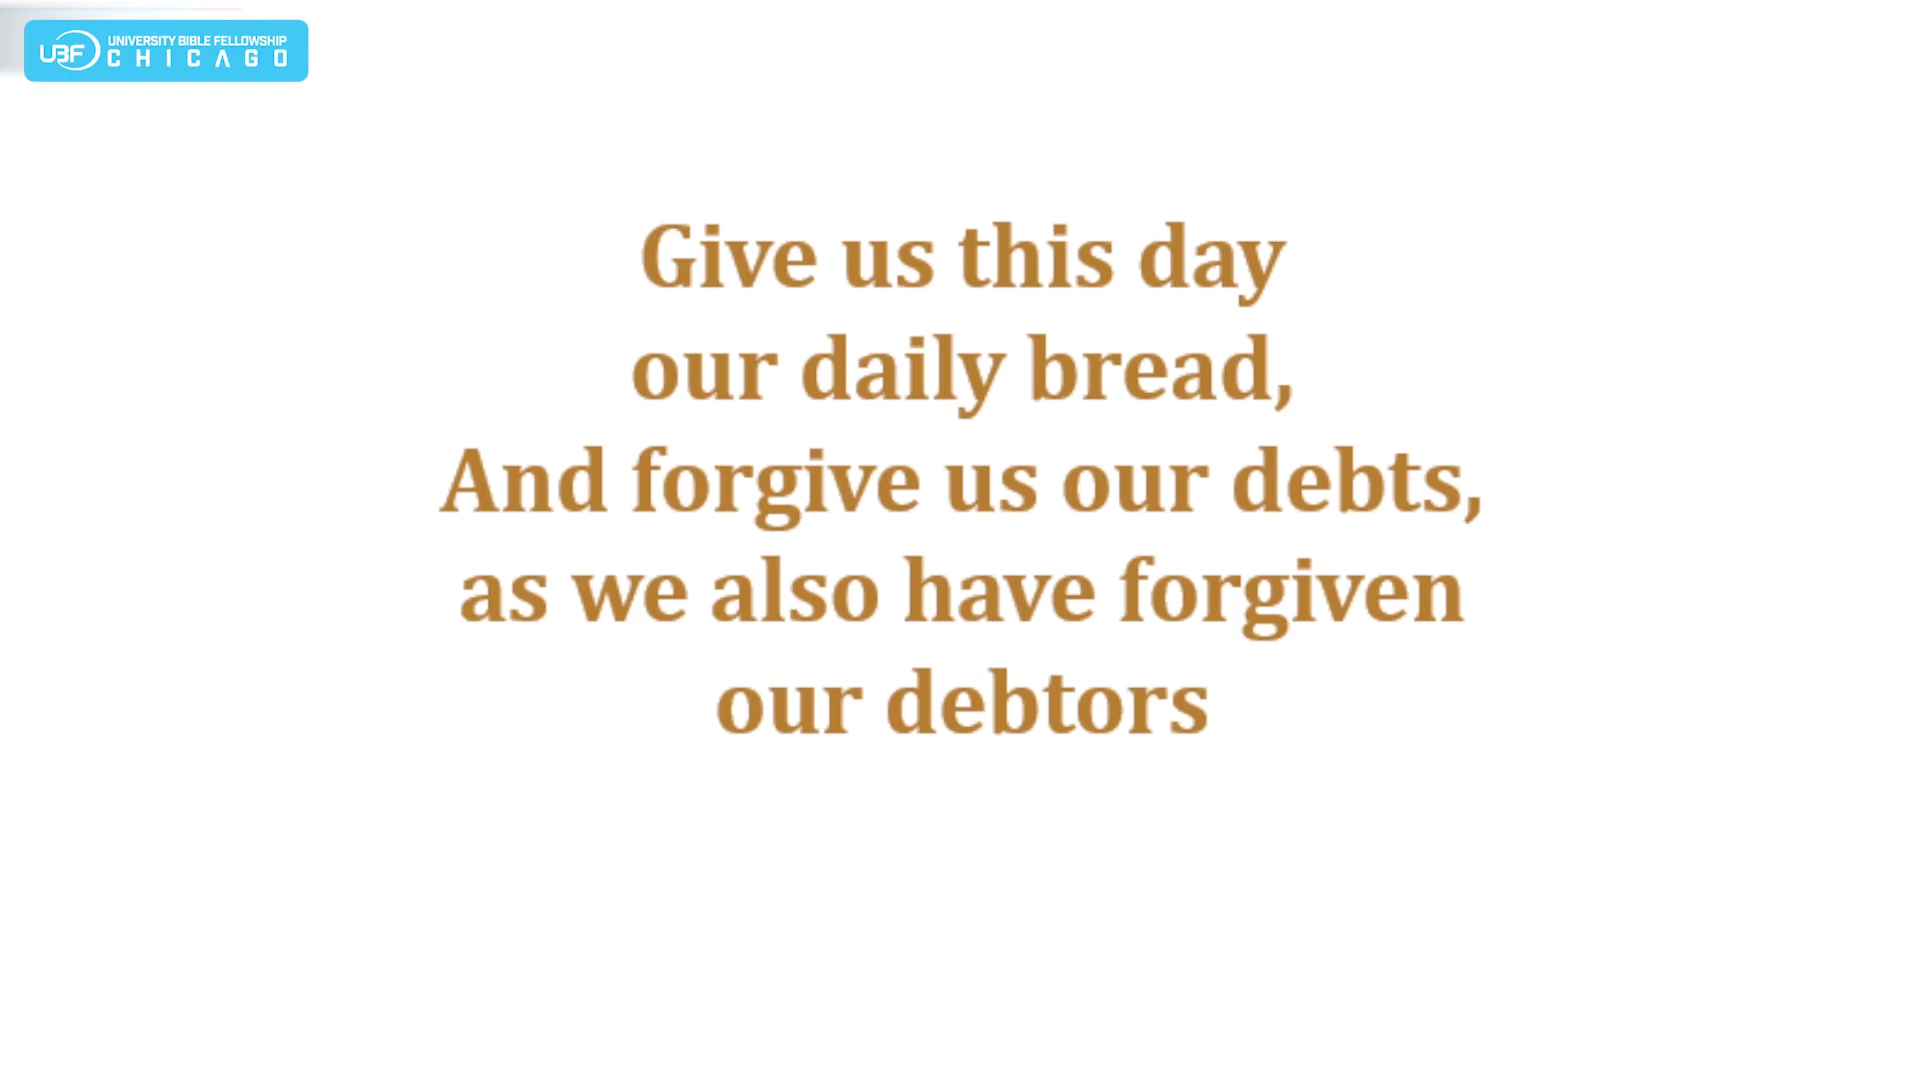 UBF UNIVERSITY BIBLE FELLOWSHIP
CHICAGO
Give us this day
our daily bread,
And forgive us our debts,
as we also have forgiven
our debtors